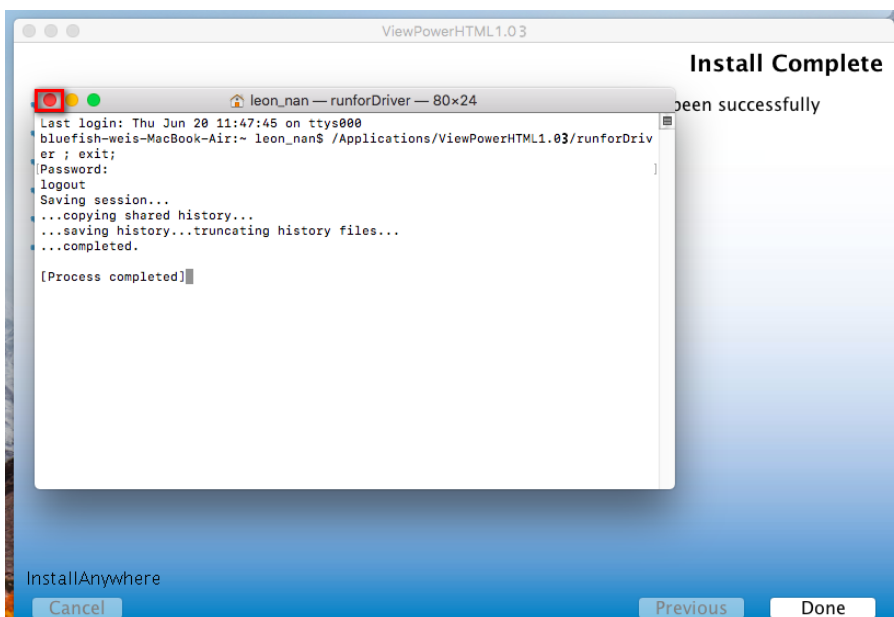 ViewPowerHTML1.03
Install Complete
been successfully
leon_nan — runforDriver — 80×24
Last login: Thu Jun 20 11:47:45 on ttys000
bluefish-weis-MacBook-Air:~ leon_nan$ /Applications/ViewPowerHTML1.03/runforDriv
er ; exit;
[Password: ]
logout
Saving session...
...copying shared history...
...saving history...truncating history files...
...completed.
[Process completed]
InstallAnywhere
Cancel
Previous
Done